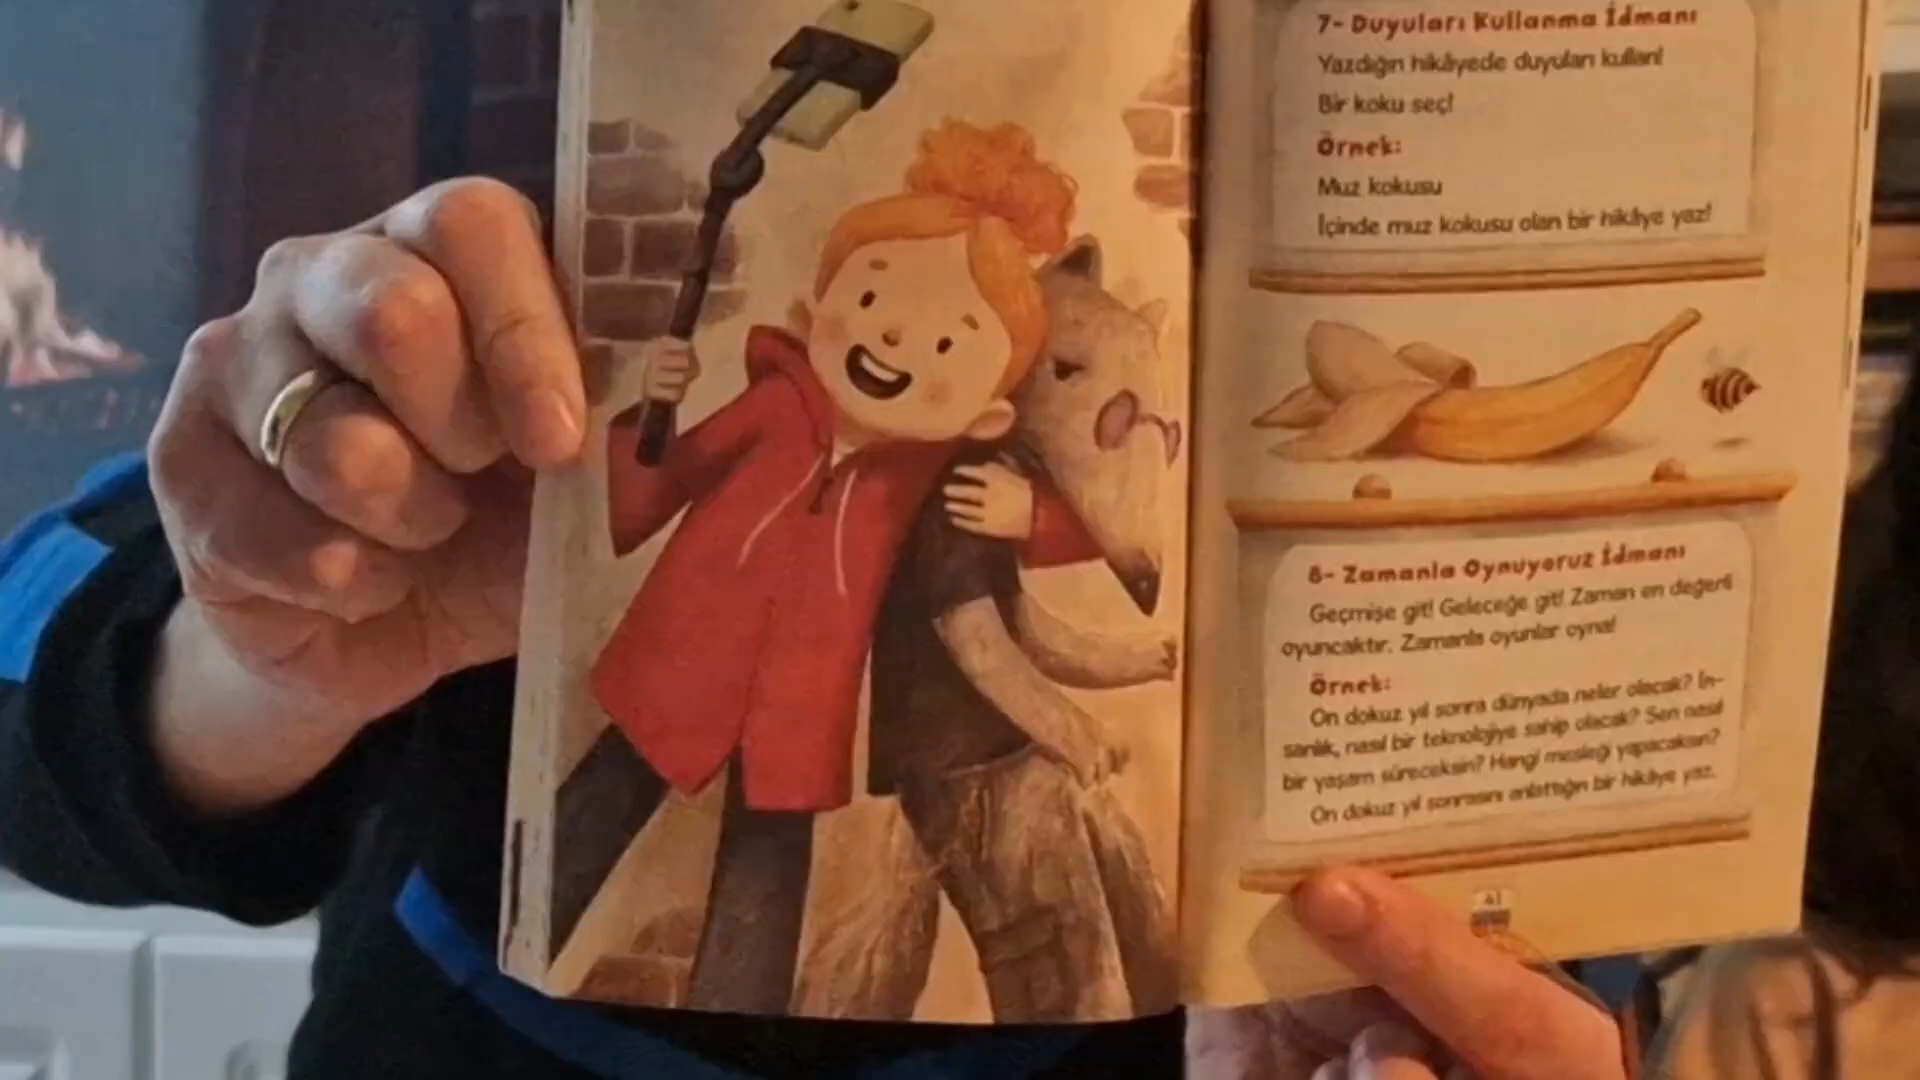 7- Duyuları Kullanma İdmanı
Yazdığın hikâyede duyuları kullan!
Bir koku seç!
Örnek:
Muz kokusu
İçinde muz kokusu olan bir hikâye yaz!
8- Zamanla Oynuyoruz İdmanı
Geçmişe git! Geleceğe git! Zaman en değerli
oyuncaktır. Zamanla oyunlar oyna!
Örnek:
On dokuz yıl sonra dünyada neler olacak? İn-
sanlık, nasıl bir teknolojiye sahip olacak? Sen nasıl
bir yaşam süreceksin? Hangi mesleği yapacaksın?
On dokuz yıl sonrasını anlattığın bir hikâye yaz.
41